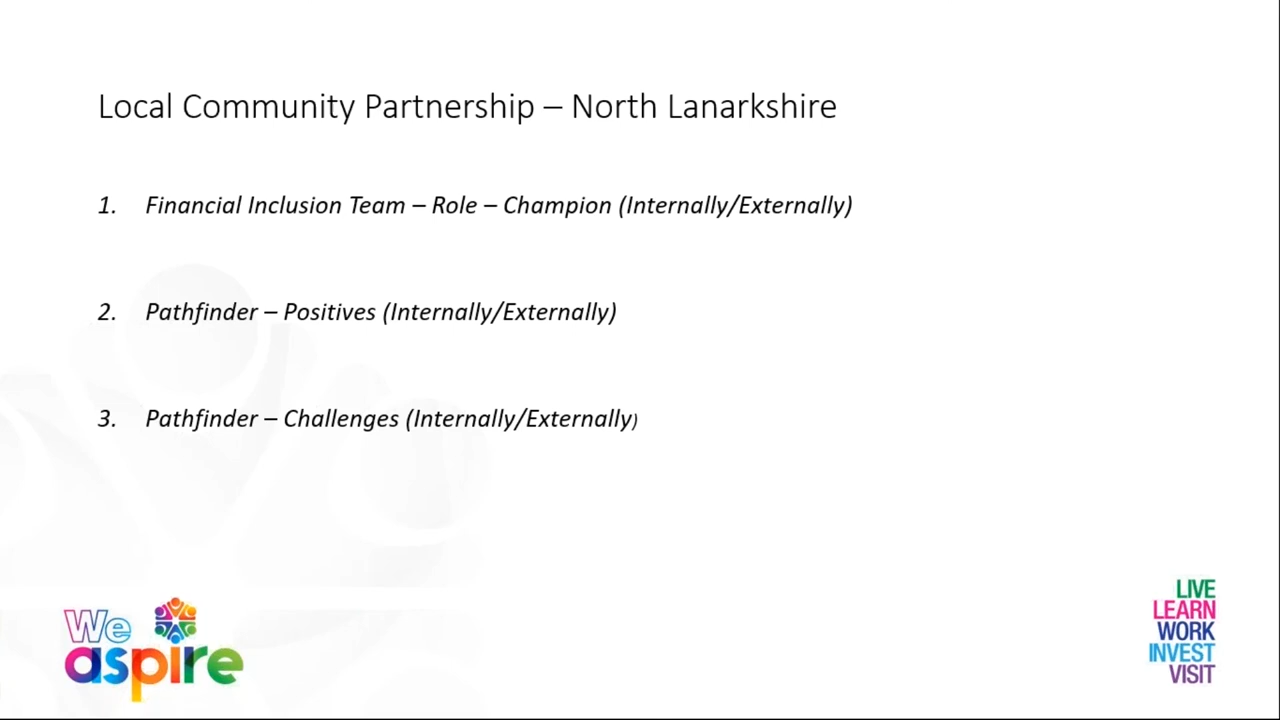 Local Community Partnership – North Lanarkshire
1. Financial Inclusion Team – Role – Champion (Internally/Externally)
2. Pathfinder – Positives (Internally/Externally)
3. Pathfinder – Challenges (Internally/Externally)
We
aspire
LIVE
LEARN
WORK
INVEST
VISIT